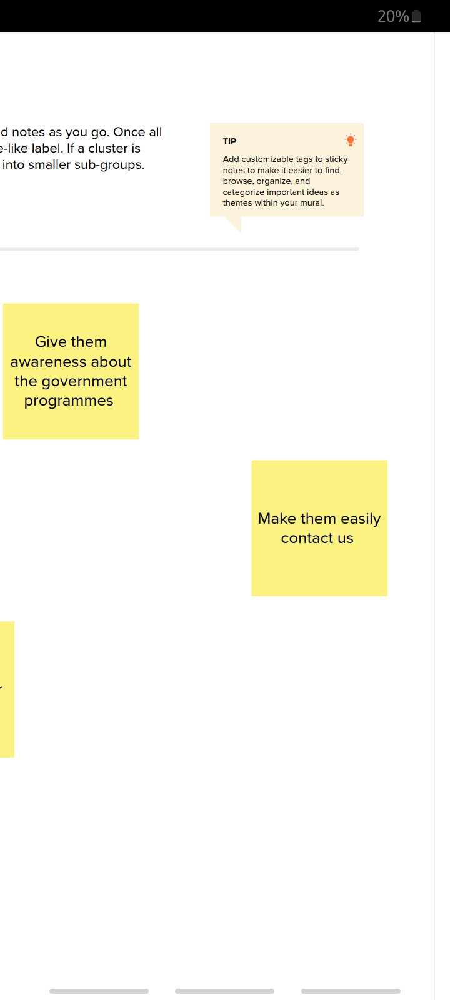 20%
d notes as you go. Once all
e-like label. If a cluster is
into smaller sub-groups.
TIP
Add customizable tags to sticky
notes to make it easier to find,
browse, organize, and
categorize important ideas as
themes within your mural.
Give them
awareness about
the government
programmes
Make them easily
contact us
r